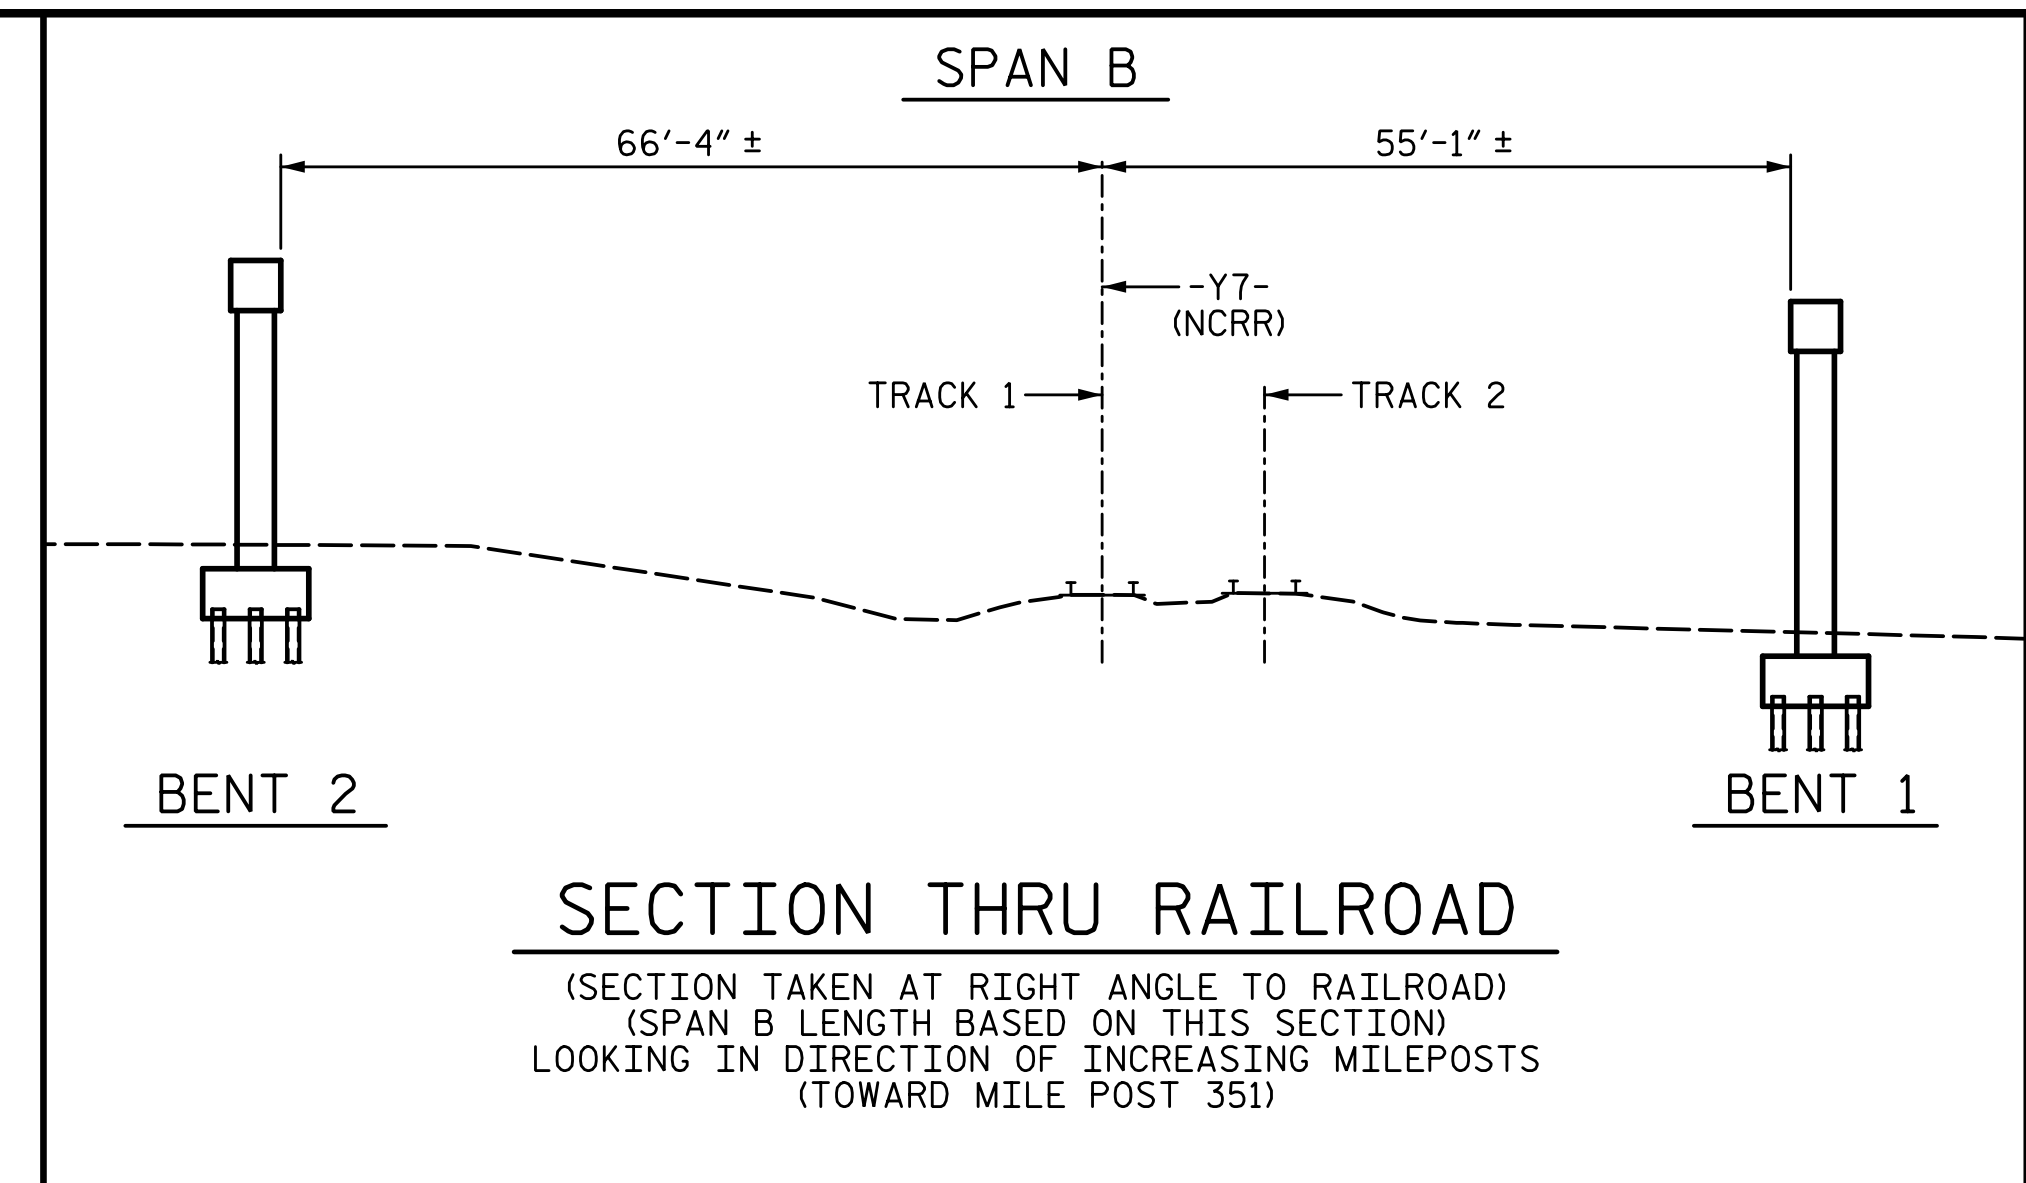 SPAN B
66'-4" ±
55'-1" ±
-Y7-
(NCRR)
TRACK 1
TRACK 2
BENT 2
BENT 1
SECTION THRU RAILROAD
(SECTION TAKEN AT RIGHT ANGLE TO RAILROAD)
(SPAN B LENGTH BASED ON THIS SECTION)
LOOKING IN DIRECTION OF INCREASING MILEPOSTS
(TOWARD MILE POST 351)